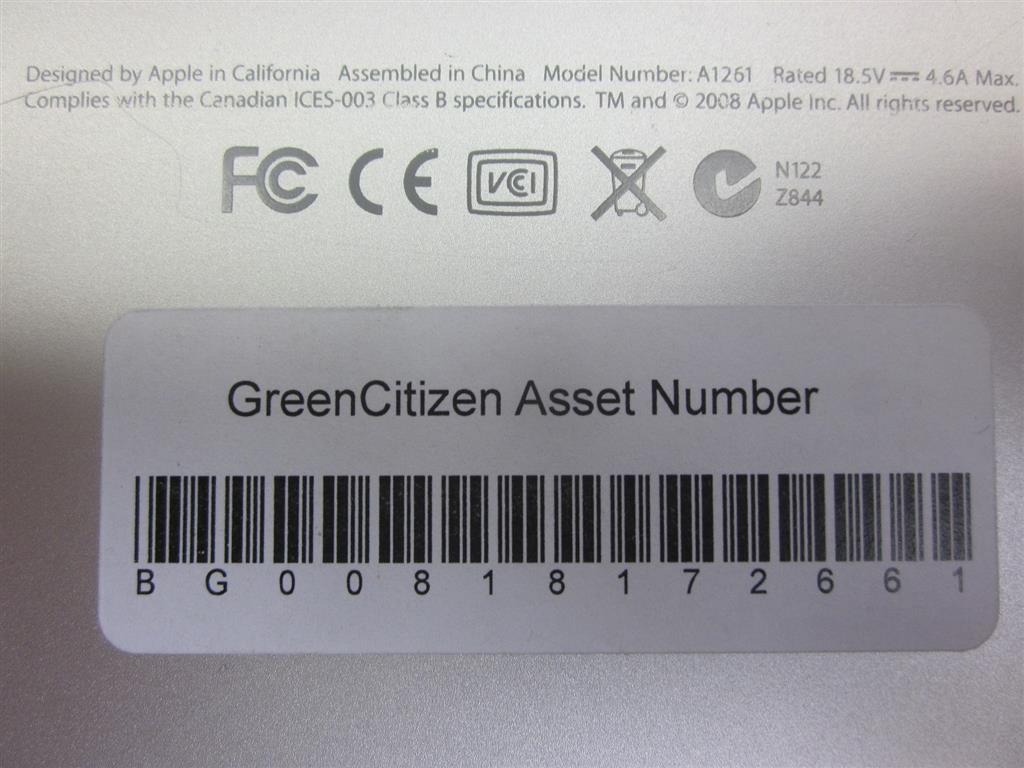 Designed by Apple in California Assembled in China Model Number: A1261 Rated 18.5V⎓4.6A Max.
Complies with the Canadian ICES-003 Class B specifications. TM and © 2008 Apple Inc. All rights reserved.
FC CE VCCI N122
Z844
GreenCitizen Asset Number
BG00818172661